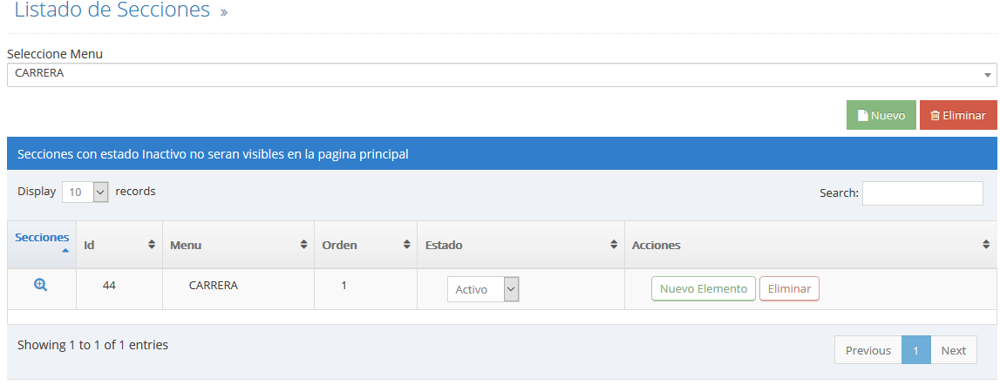 Listado de Secciones »
Seleccione Menu
CARRERA
Nuevo Eliminar
Secciones con estado Inactivo no seran visibles en la pagina principal
Display 10 records Search:
Secciones Id Menu Orden Estado Acciones
44 CARRERA 1 Activo Nuevo Elemento Eliminar
Showing 1 to 1 of 1 entries Previous 1 Next